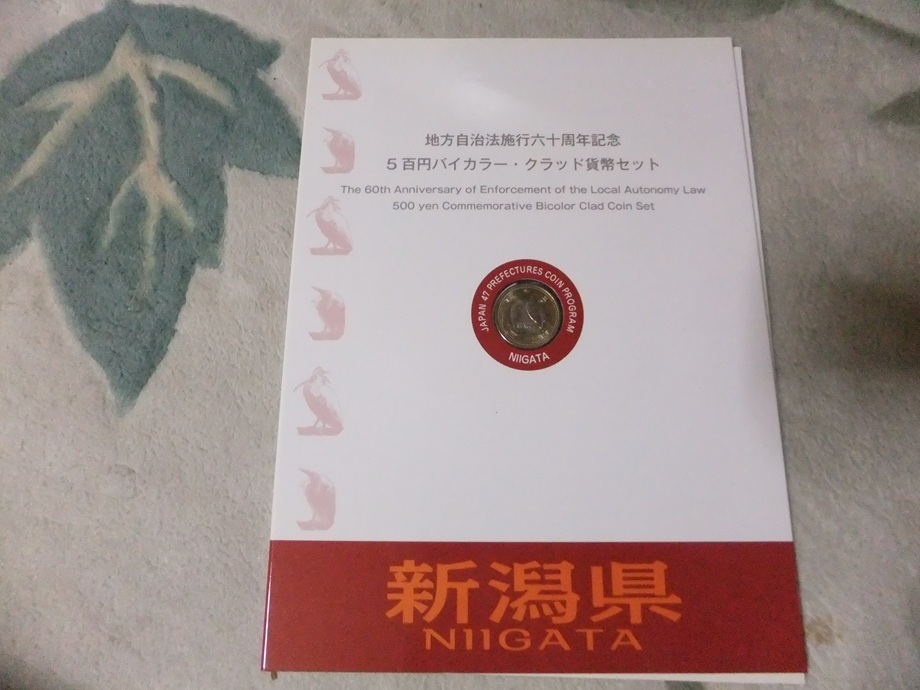 地方自治法施行六十周年記念
5百円バイカラー・クラッド貨幣セット
The 60th Anniversary of Enforcement of the Local Autonomy Law
500 yen Commemorative Bicolor Clad Coin Set
JAPAN 47 PREFECTURES COIN PROGRAM
NIIGATA
新潟県
NIIGATA